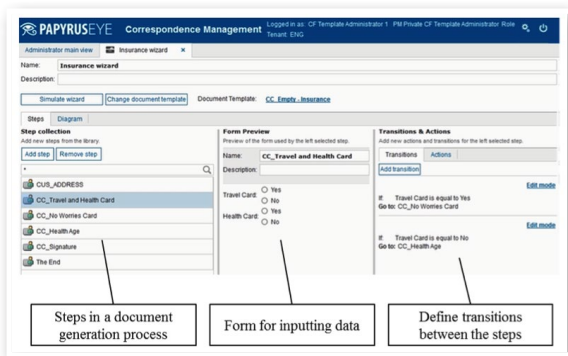 PAPYRUSEYE Correspondence Management
Logged in as: CF Template Administrator 1 PM Private CF Template Administrator Role
Tenant: ENG
Administrator main view Insurance wizard ×
Name: Insurance wizard
Description:
Simulate wizard Change document template Document Template: CC_Empty - Insurance
Steps Diagram
Step collection
Add new steps from the library.
Add step Remove step
*
CUS_ADDRESS
CC_Travel and Health Card
CC_No Worries Card
CC_Health Age
CC_Signature
The End
Form Preview
Preview of the form used by the left selected step.
Name: CC_Travel and Health Card
Description:
Travel Card: Yes
No
Health Card: Yes
No
Transitions & Actions
Add new actions and transitions for the left selected step.
Transitions Actions
Add transition
Edit mode
If: Travel Card is equal to Yes
Go to: CC_No Worries Card
Edit mode
If: Travel Card is equal to No
Go to: CC_Health Age
Steps in a document
generation process
Form for inputting data
Define transitions
between the steps